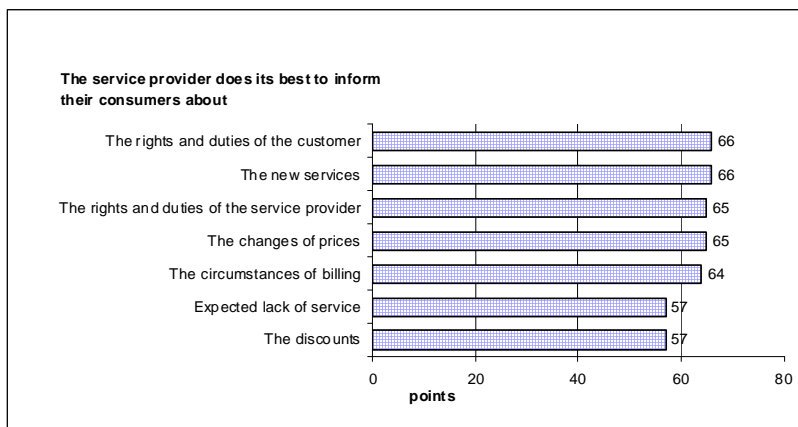 The service provider does its best to inform
their consumers about
The rights and duties of the customer 66
The new services 66
The rights and duties of the service provider 65
The changes of prices 65
The circumstances of billing 64
Expected lack of service 57
The discounts 57
0 20 40 60 80
points